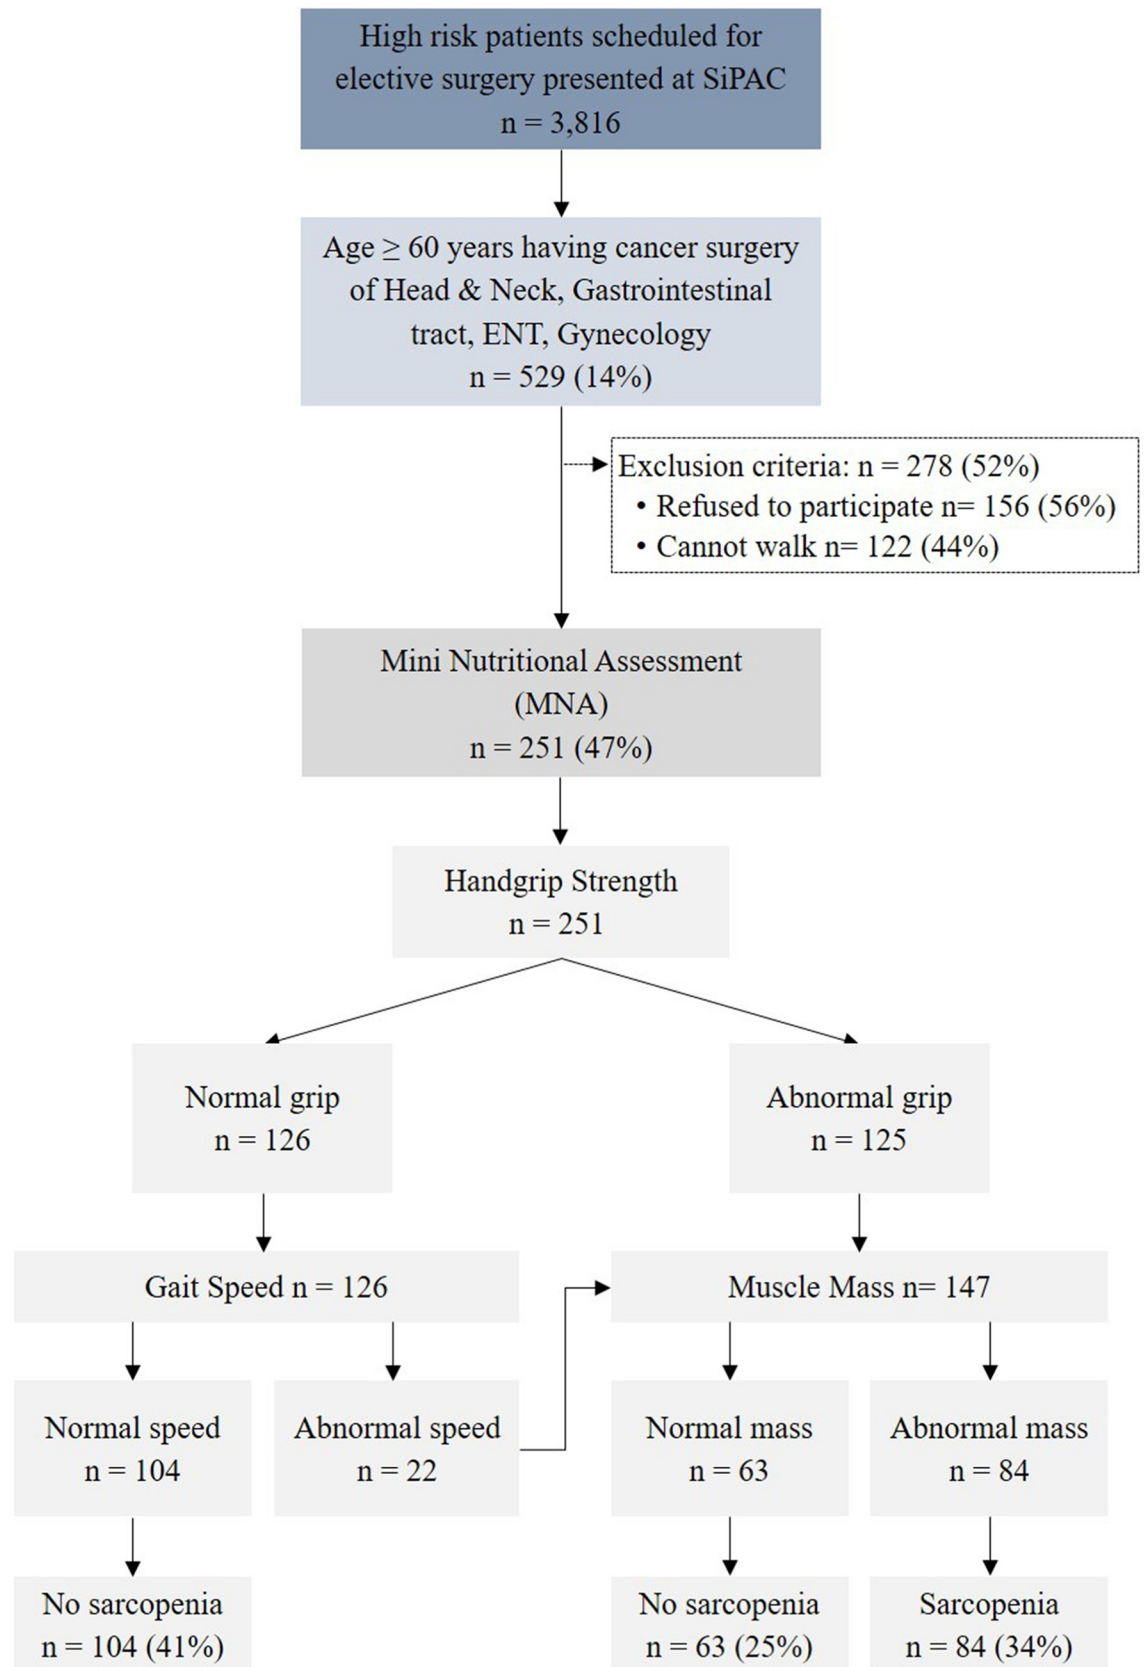 High risk patients scheduled for
elective surgery presented at SiPAC
n = 3,816
Age ≥ 60 years having cancer surgery
of Head & Neck, Gastrointestinal
tract, ENT, Gynecology
n = 529 (14%)
Exclusion criteria: n = 278 (52%)
• Refused to participate n= 156 (56%)
• Cannot walk n= 122 (44%)
Mini Nutritional Assessment
(MNA)
n = 251 (47%)
Handgrip Strength
n = 251
Normal grip
n = 126
Abnormal grip
n = 125
Gait Speed n = 126
Muscle Mass n= 147
Normal speed
n = 104
Abnormal speed
n = 22
Normal mass
n = 63
Abnormal mass
n = 84
No sarcopenia
n = 104 (41%)
No sarcopenia
n = 63 (25%)
Sarcopenia
n = 84 (34%)